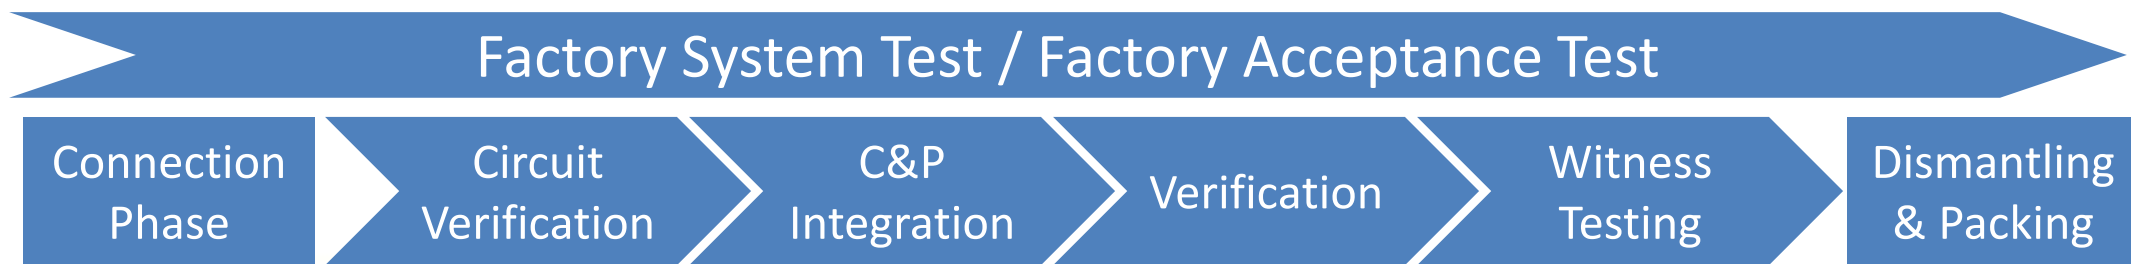 Factory System Test / Factory Acceptance Test
Connection
Phase
Circuit
Verification
C&P
Integration
Verification
Witness
Testing
Dismantling
& Packing